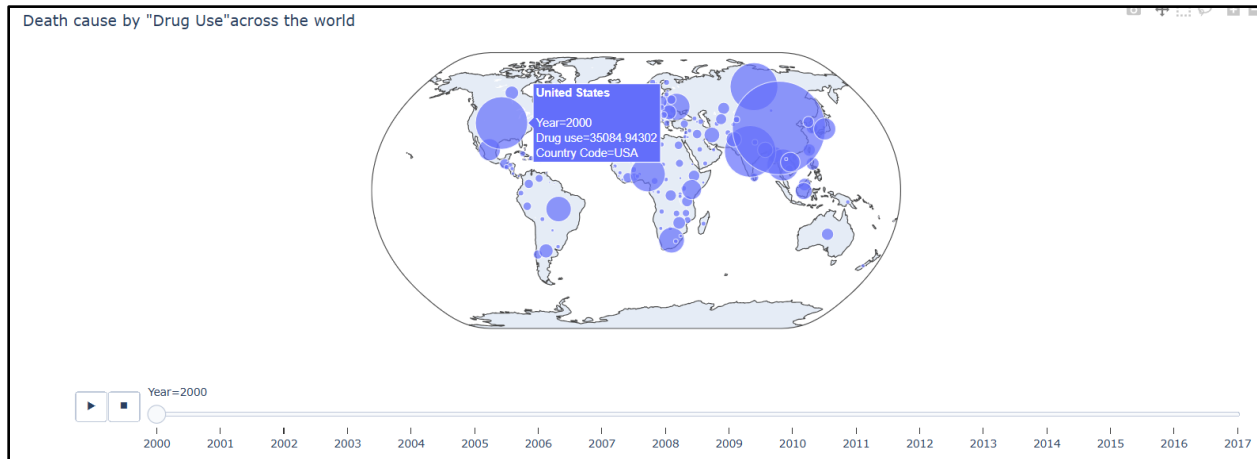 Death cause by "Drug Use"across the world
United States
Year=2000
Drug use=35084.94302
Country Code=USA
Year=2000
2000 2001 2002 2003 2004 2005 2006 2007 2008 2009 2010 2011 2012 2013 2014 2015 2016 2017